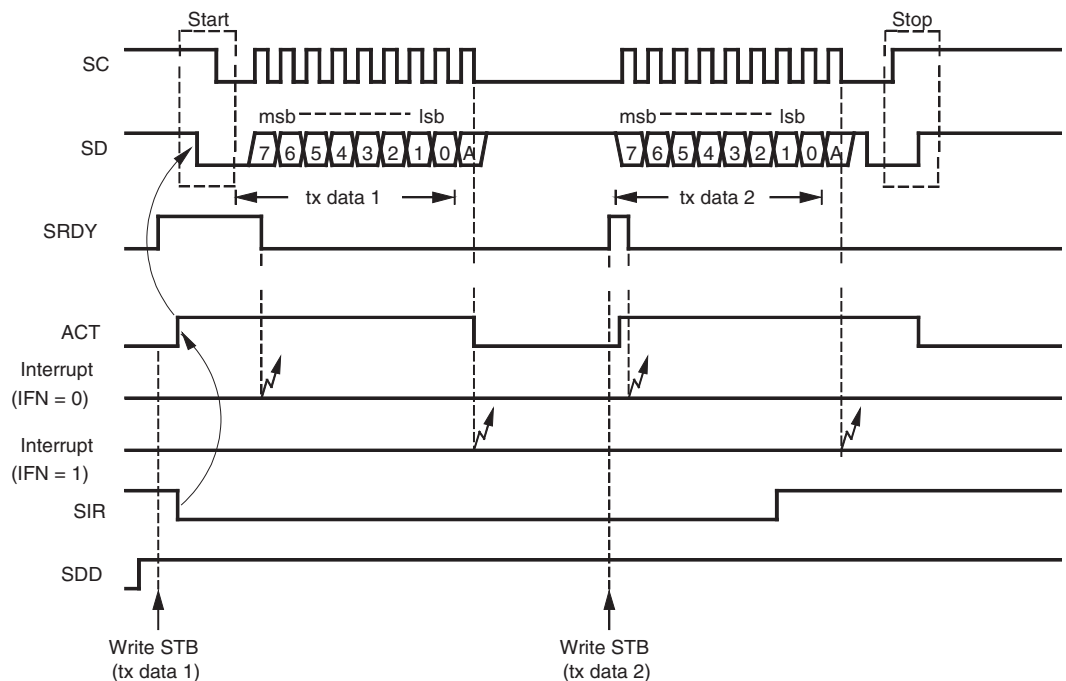 Start
Stop
SC
msb lsb msb lsb
SD
7 6 5 4 3 2 1 0 A 7 6 5 4 3 2 1 0 A
tx data 1 tx data 2
SRDY
ACT
Interrupt
(IFN = 0)
Interrupt
(IFN = 1)
SIR
SDD
Write STB
(tx data 1)
Write STB
(tx data 2)